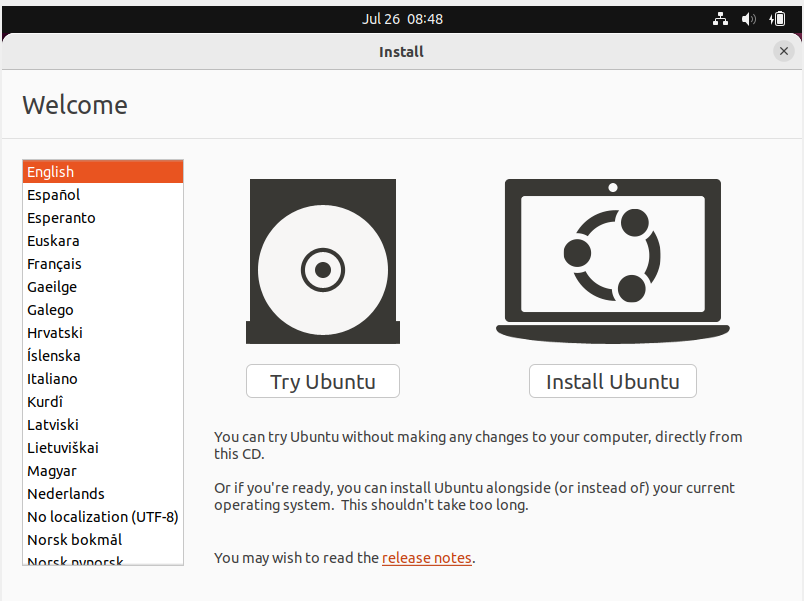 Jul 26 08:48
Install
Welcome
English
Español
Esperanto
Euskara
Français
Gaeilge
Galego
Hrvatski
Íslenska
Italiano
Kurdî
Latviski
Lietuviškai
Magyar
Nederlands
No localization (UTF-8)
Norsk bokmål
Norsk nynorsk
Try Ubuntu
Install Ubuntu
You can try Ubuntu without making any changes to your computer, directly from
this CD.
Or if you're ready, you can install Ubuntu alongside (or instead of) your current
operating system. This shouldn't take too long.
You may wish to read the release notes.